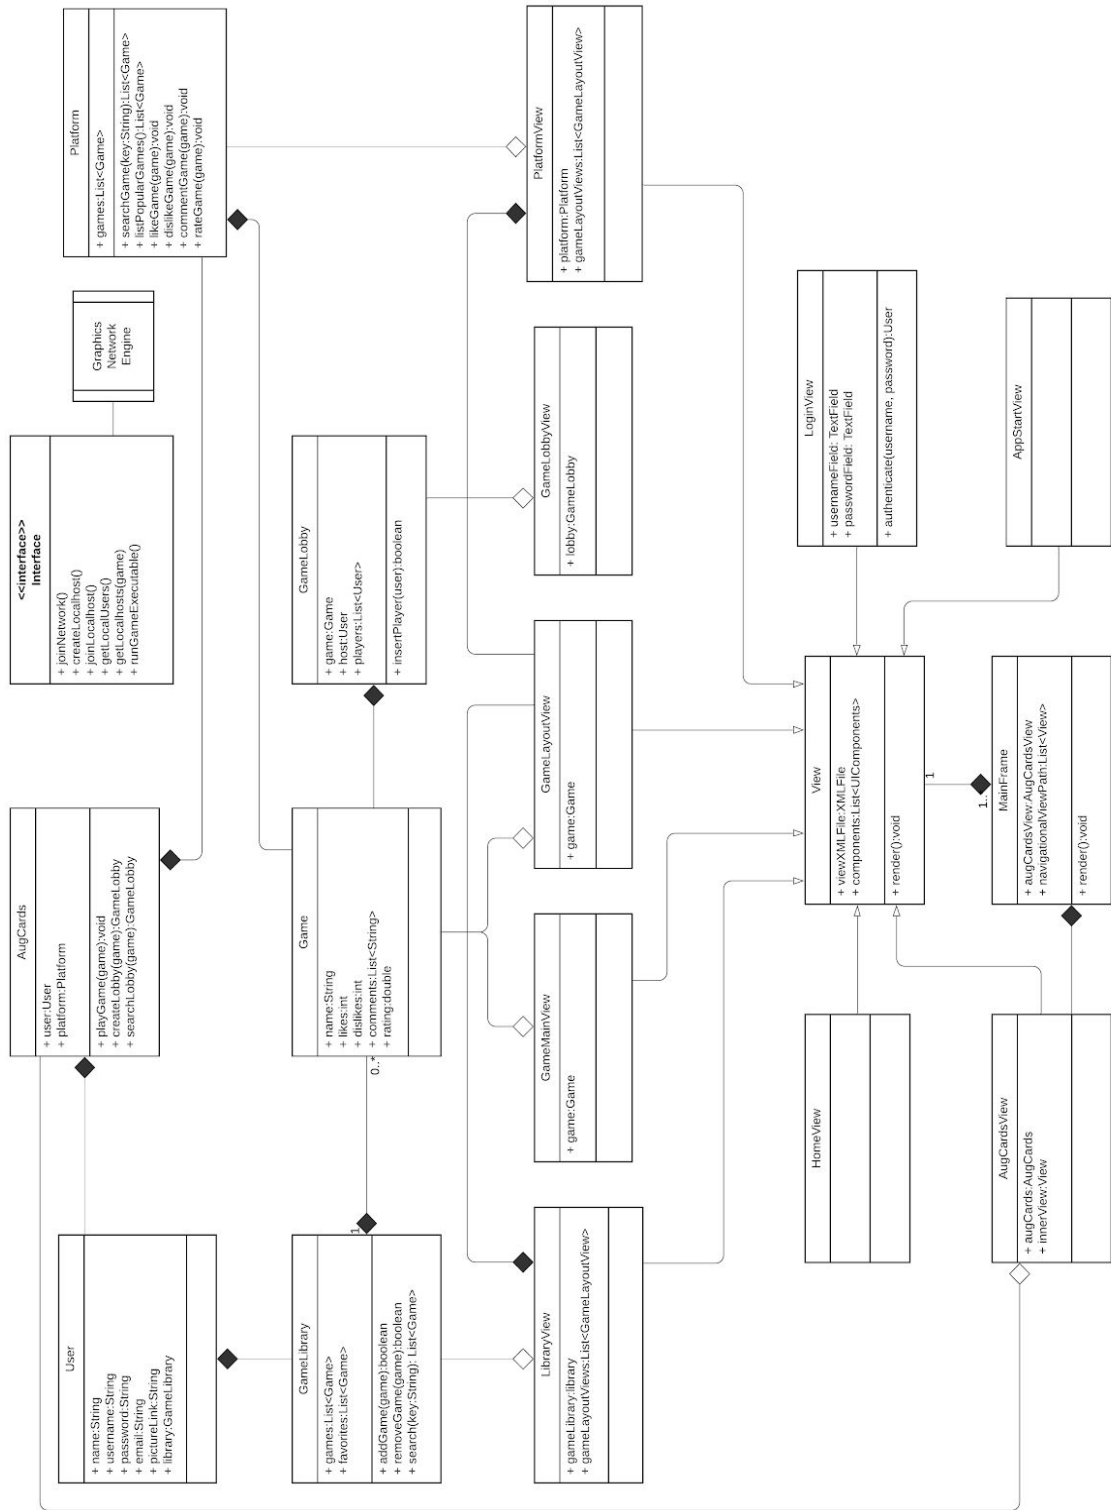 User
+ name:String
+ username:String
+ password:String
+ email:String
+ pictureLink:String
+ library:GameLibrary
AugCards
+ user:User
+ platform:Platform
+ playGame(game):void
+ createLobby(game):GameLobby
+ searchLobby(game):GameLobby
<<interface>>
Interface
+ joinNetwork()
+ createLocalhost()
+ joinLocalhost()
+ getLocalUsers()
+ getLocalhosts(game)
+ runGameExecutable()
Graphics
Network
Engine
Platform
+ games:List<Game>
+ searchGame(key:String):List<Game>
+ listPopularGames():List<Game>
+ likeGame(game):void
+ dislikeGame(game):void
+ commentGame(game):void
+ rateGame(game):void
GameLibrary
+ games:List<Game>
+ favorites:List<Game>
+ addGame(game):boolean
+ removeGame(game):boolean
+ search(key:String): List<Game>
1
0..*
Game
+ name:String
+ likes:int
+ dislikes:int
+ comments:List<String>
+ rating:double
GameLobby
+ game:Game
+ host:User
+ players:List<User>
+ insertPlayer(user):boolean
LibraryView
+ gameLibrary:library
+ gameLayoutViews:List<GameLayoutView>
GameMainView
+ game:Game
GameLayoutView
+ game:Game
GameLobbyView
+ lobby:GameLobby
PlatformView
+ platform:Platform
+ gameLayoutViews:List<GameLayoutView>
HomeView
View
+ viewXMLFile:XMLFile
+ components:List<UIComponents>
+ render():void
LoginView
+ usernameField: TextField
+ passwordField: TextField
+ authenticate(username, password):User
1
1..
AugCardsView
+ augCards:AugCards
+ innerView:View
MainFrame
+ augCardsView:AugCardsView
+ navigationalViewPath:List<View>
+ render():void
AppStartView